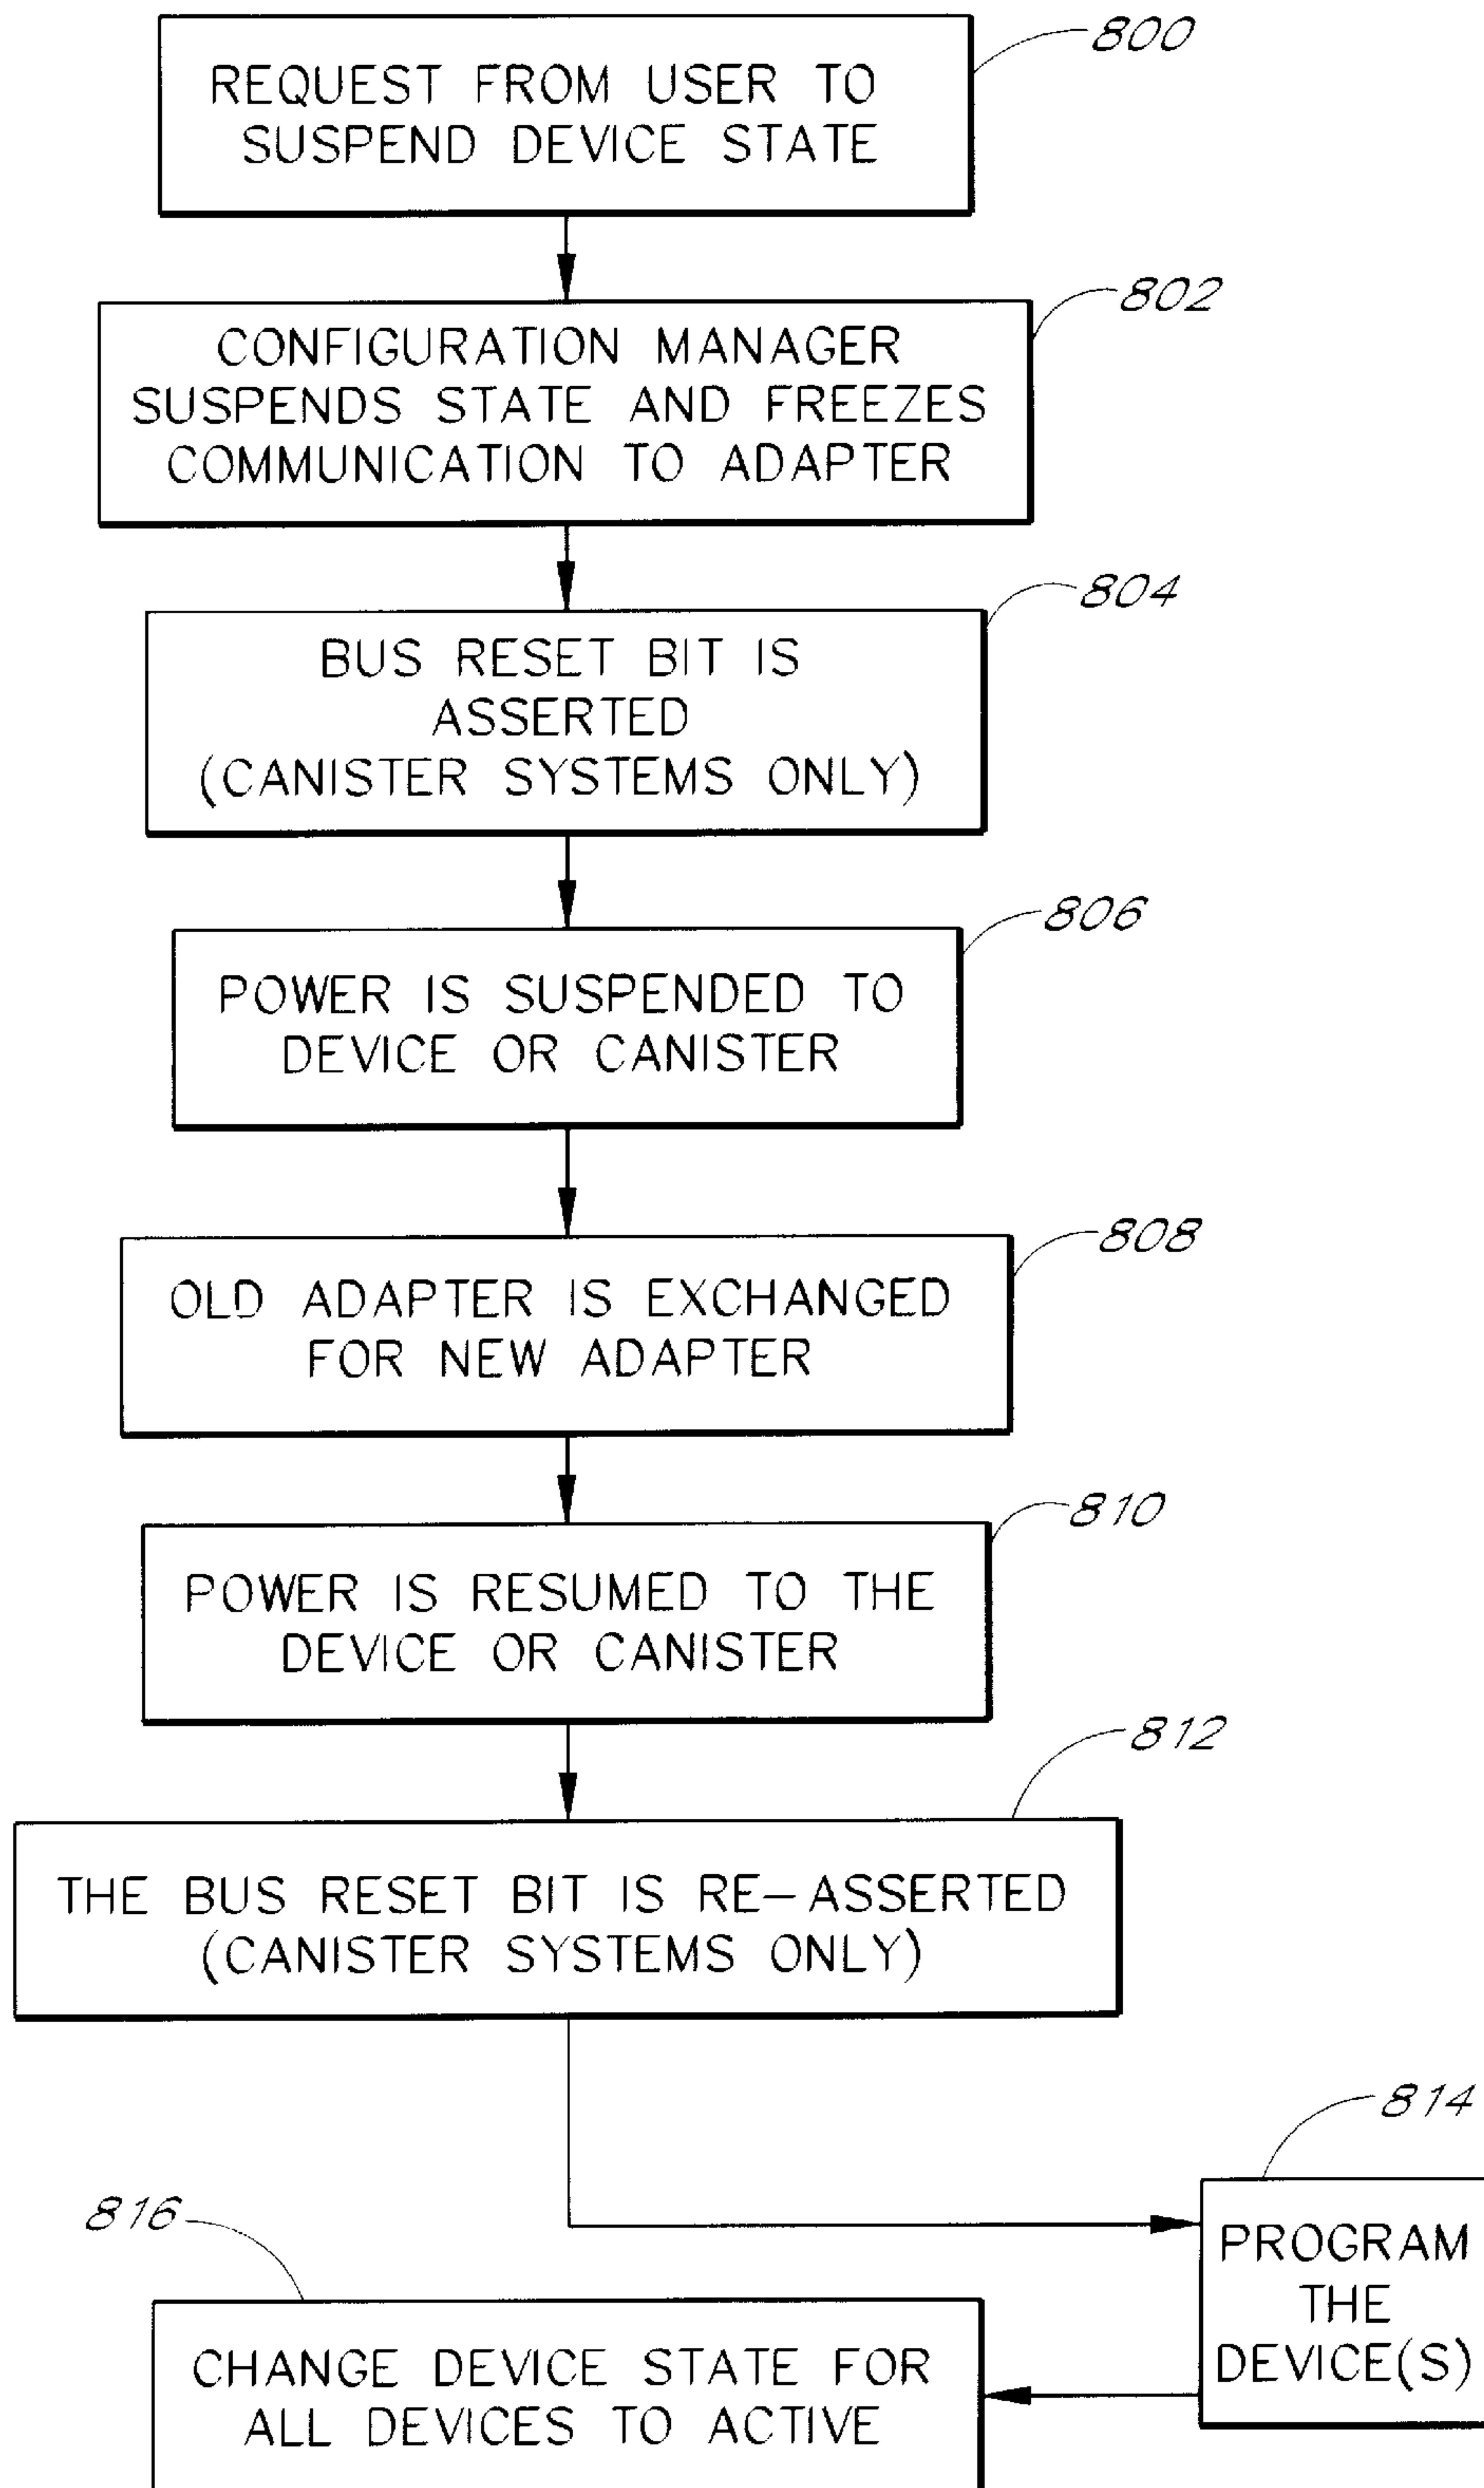 800
REQUEST FROM USER TO
SUSPEND DEVICE STATE
802
CONFIGURATION MANAGER
SUSPENDS STATE AND FREEZES
COMMUNICATION TO ADAPTER
804
BUS RESET BIT IS
ASSERTED
(CANISTER SYSTEMS ONLY)
806
POWER IS SUSPENDED TO
DEVICE OR CANISTER
808
OLD ADAPTER IS EXCHANGED
FOR NEW ADAPTER
810
POWER IS RESUMED TO THE
DEVICE OR CANISTER
812
THE BUS RESET BIT IS RE-ASSERTED
(CANISTER SYSTEMS ONLY)
814
PROGRAM
THE
DEVICE(S)
816
CHANGE DEVICE STATE FOR
ALL DEVICES TO ACTIVE